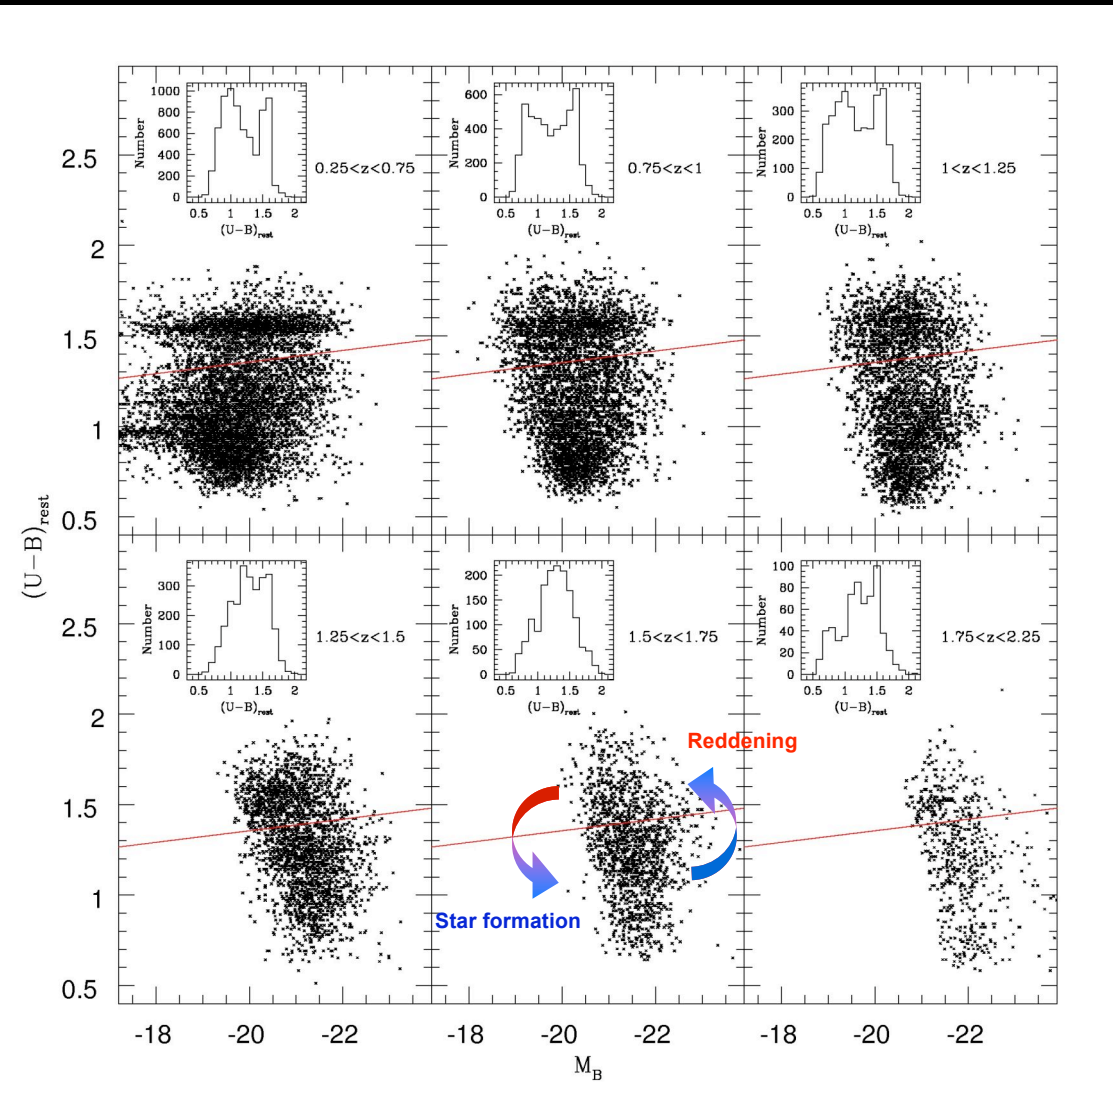 1000
800
600
400
200
0
Number
0.5 1 1.5 2
(U−B)rest
0.25<z<0.75
600
400
200
0
Number
0.5 1 1.5 2
(U−B)rest
0.75<z<1
300
200
100
0
Number
0.5 1 1.5 2
(U−B)rest
1<z<1.25
2.5
2
1.5
1
0.5
300
200
100
0
Number
0.5 1 1.5 2
(U−B)rest
1.25<z<1.5
200
150
100
50
0
Number
0.5 1 1.5 2
(U−B)rest
1.5<z<1.75
100
80
60
40
20
0
Number
0.5 1 1.5 2
(U−B)rest
1.75<z<2.25
2.5
2
1.5
1
0.5
(U−B)rest
Reddening
Star formation
-18 -20 -22 -18 -20 -22 -18 -20 -22
MB